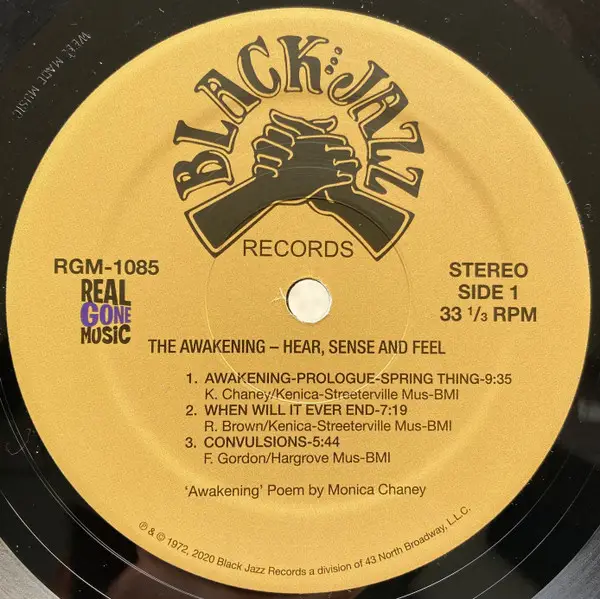 WELL MADE MUSIC
BLACK JAZZ
RECORDS
RGM-1085
REAL
GONE
MUSIC
STEREO
SIDE 1
33 1/3 RPM
THE AWAKENING – HEAR, SENSE AND FEEL
1. AWAKENING-PROLOGUE-SPRING THING-9:35
K. Chaney/Kenica-Streeterville Mus-BMI
2. WHEN WILL IT EVER END-7:19
R. Brown/Kenica-Streeterville Mus-BMI
3. CONVULSIONS-5:44
F. Gordon/Hargrove Mus-BMI
'Awakening' Poem by Monica Chaney
℗ & © 1972, 2020 Black Jazz Records a division of 43 North Broadway, L.L.C.